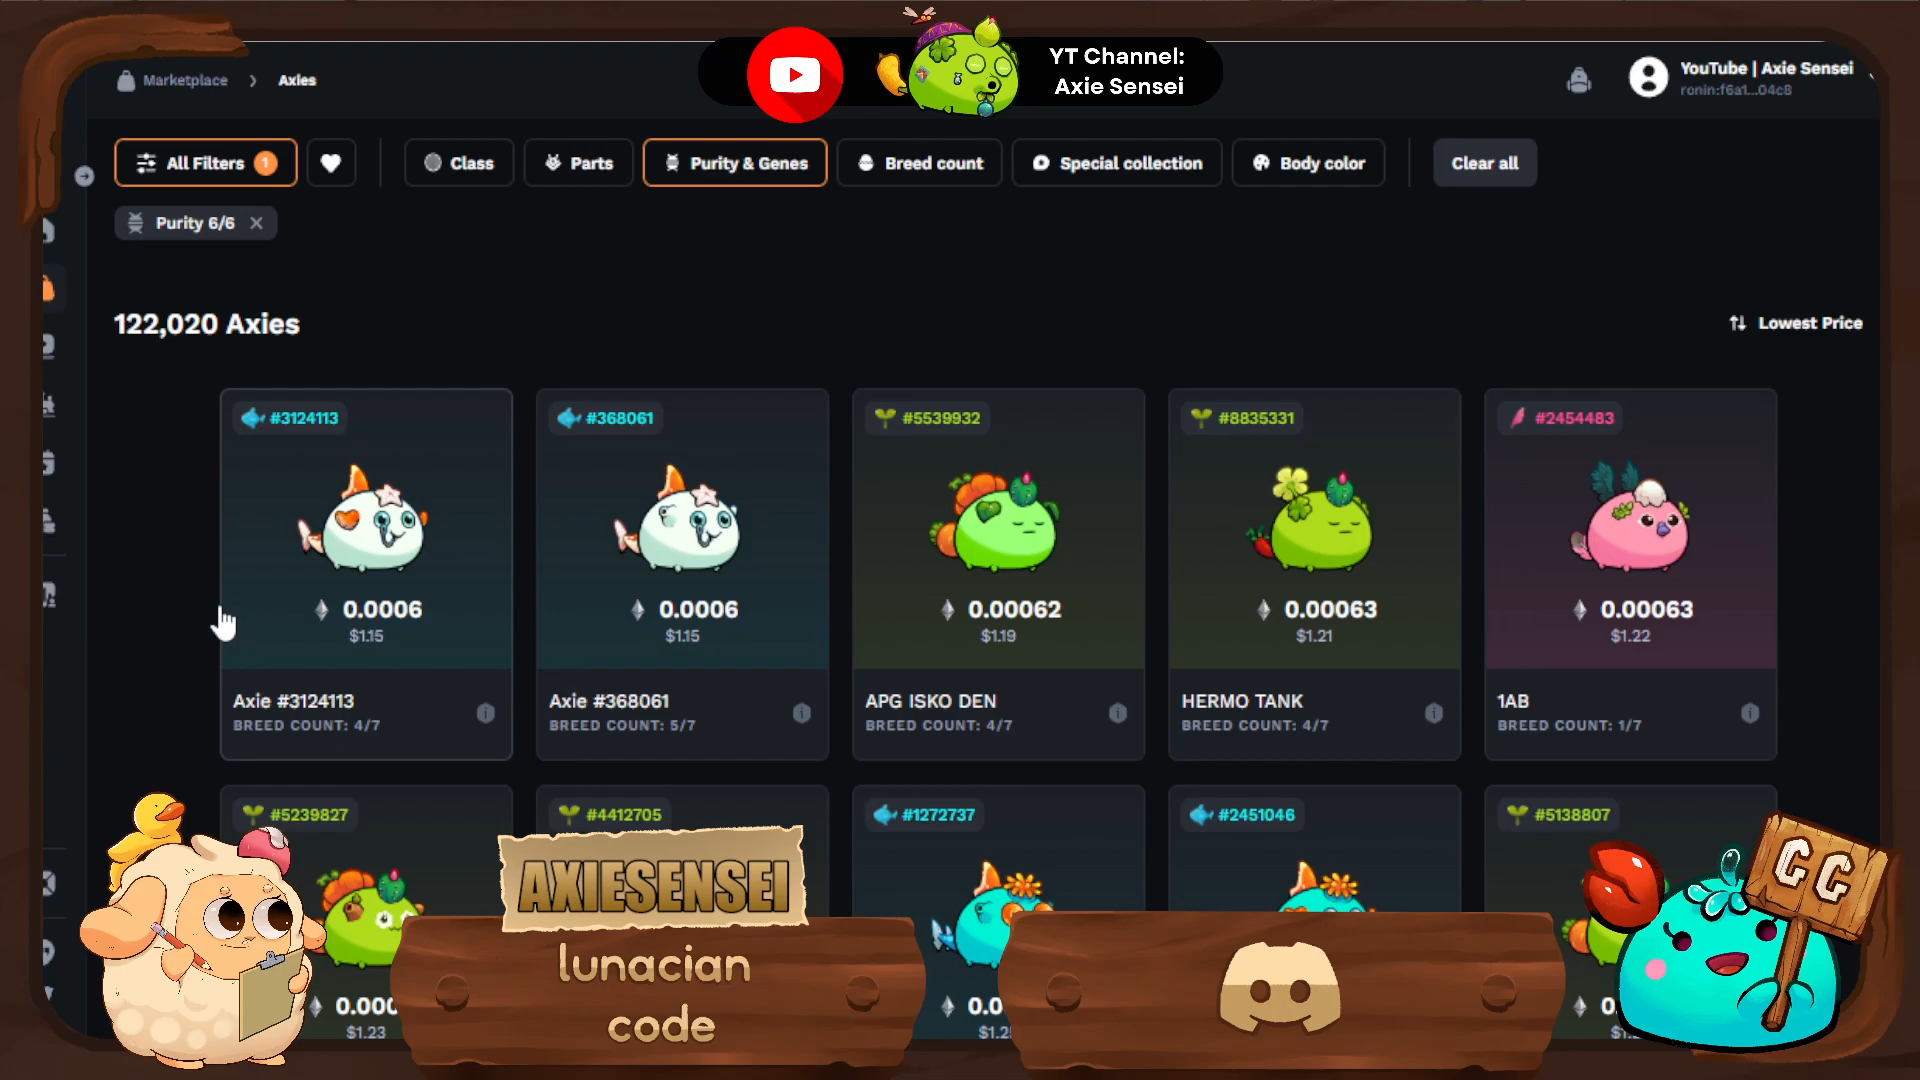 YT Channel:
Axie Sensei
Marketplace
Axies
YouTube | Axie Sensei
ronin:f6a1...04c8
All Filters 1
Class
Parts
Purity & Genes
Breed count
Special collection
Body color
Clear all
Purity 6/6
122,020 Axies
Lowest Price
#3124113
0.0006
$1.15
Axie #3124113
BREED COUNT: 4/7
#368061
0.0006
$1.15
Axie #368061
BREED COUNT: 5/7
#5539932
0.00062
$1.19
APG ISKO DEN
BREED COUNT: 4/7
#8835331
0.00063
$1.21
HERMO TANK
BREED COUNT: 4/7
#2454483
0.00063
$1.22
1AB
BREED COUNT: 1/7
#5239827
$1.23
#4412705
#1272737
#2451046
#5138807
AXIESENSEI
lunacian
code
CC